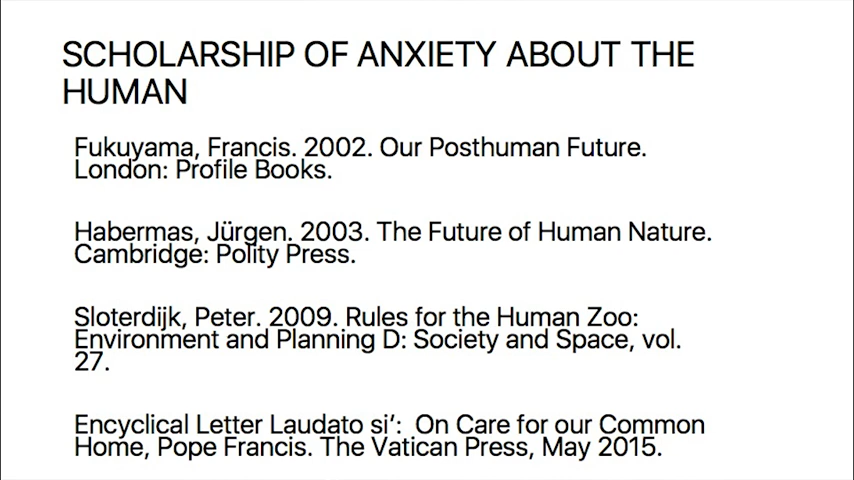 SCHOLARSHIP OF ANXIETY ABOUT THE
HUMAN
Fukuyama, Francis. 2002. Our Posthuman Future.
London: Profile Books.
Habermas, Jürgen. 2003. The Future of Human Nature.
Cambridge: Polity Press.
Sloterdijk, Peter. 2009. Rules for the Human Zoo:
Environment and Planning D: Society and Space, vol.
27.
Encyclical Letter Laudato si’:  On Care for our Common
Home, Pope Francis. The Vatican Press, May 2015.